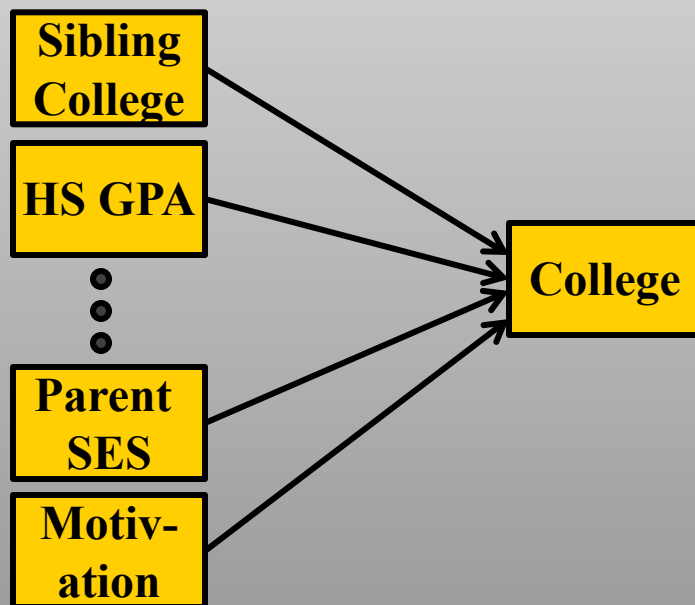 Sibling
College
HS GPA
College
Parent
SES
Motiv-
ation